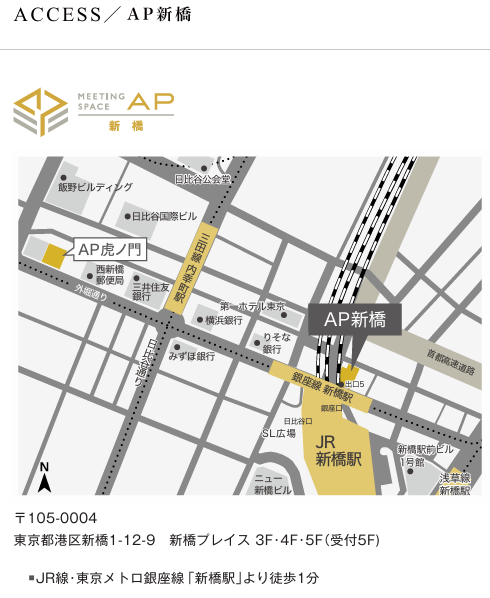 ACCESS／AP新橋
MEETING
SPACE
AP
新橋
日比谷公会堂
飯野ビルディング
日比谷国際ビル
三田線 内幸町駅
AP虎ノ門
西新橋
郵便局
三井住友
銀行
外堀通り
第一ホテル東京
横浜銀行
AP新橋
りそな
銀行
日比谷通り
みずほ銀行
首都高速道路
銀座線 新橋駅
出口5
銀座口
日比谷口
SL広場
JR
新橋駅
新橋駅前ビル
1号館
ニュー
新橋ビル
浅草線
新橋駅
N
〒105-0004
東京都港区新橋1-12-9　新橋プレイス 3F･4F･5F（受付5F）
■JR線･東京メトロ銀座線「新橋駅」より徒歩1分